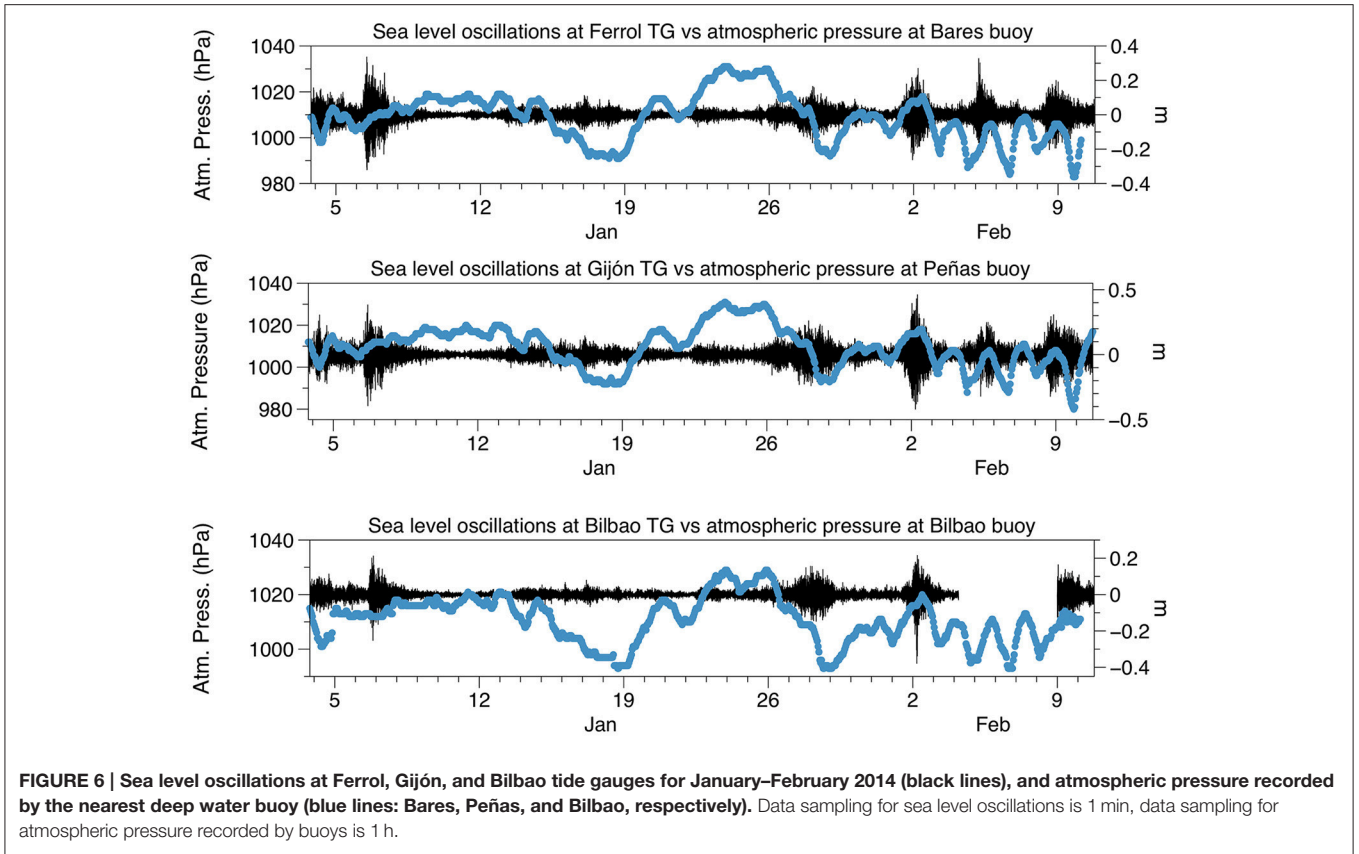 Sea level oscillations at Ferrol TG vs atmospheric pressure at Bares buoy
Atm. Press. (hPa)
1040
1020
1000
980
0.4
0.2
0
−0.2
−0.4
m
5 12 19 26 2 9
Jan Feb
Sea level oscillations at Gijón TG vs atmospheric pressure at Peñas buoy
Atm. Pressure (hPa)
1040
1020
1000
980
0.5
0
−0.5
m
5 12 19 26 2 9
Jan Feb
Sea level oscillations at Bilbao TG vs atmospheric pressure at Bilbao buoy
Atm. Press. (hPa)
1040
1020
1000
0.2
0
−0.2
−0.4
m
5 12 19 26 2 9
Jan Feb
FIGURE 6 | Sea level oscillations at Ferrol, Gijón, and Bilbao tide gauges for January–February 2014 (black lines), and atmospheric pressure recorded
by the nearest deep water buoy (blue lines: Bares, Peñas, and Bilbao, respectively). Data sampling for sea level oscillations is 1 min, data sampling for
atmospheric pressure recorded by buoys is 1 h.